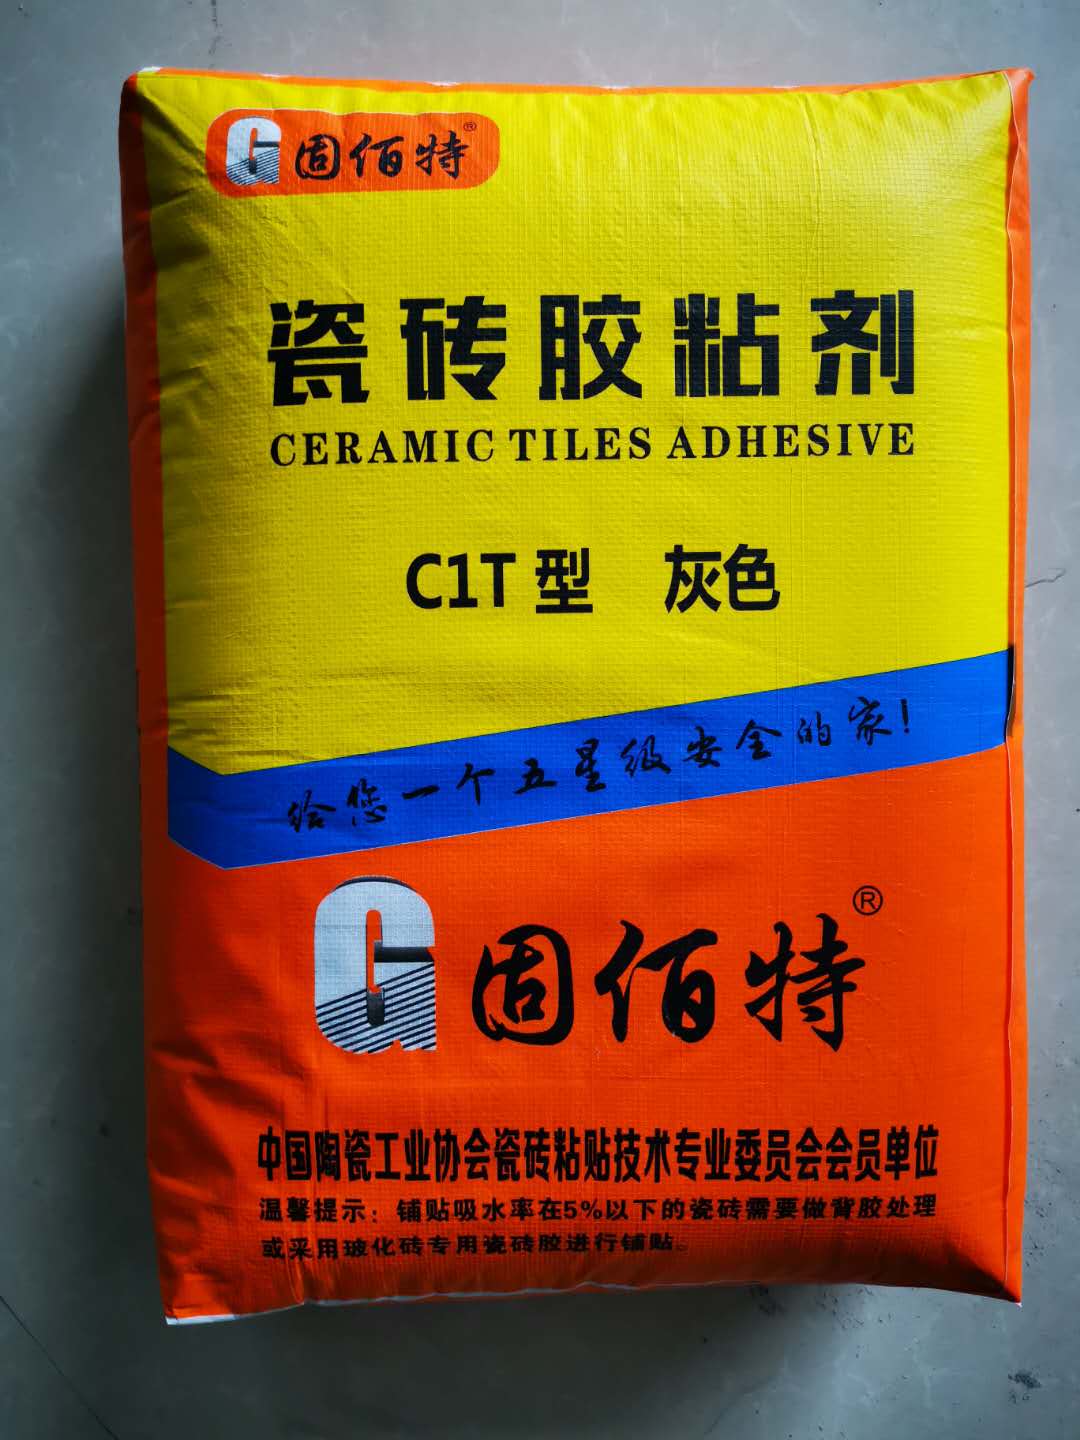 G 固佰特®
瓷砖胶粘剂
CERAMIC TILES ADHESIVE
C1T型 灰色
给您一个五星级安全的家!
G 固佰特®
中国陶瓷工业协会瓷砖粘贴技术专业委员会会员单位
温馨提示：铺贴吸水率在5%以下的瓷砖需要做背胶处理
或采用玻化砖专用瓷砖胶进行铺贴。